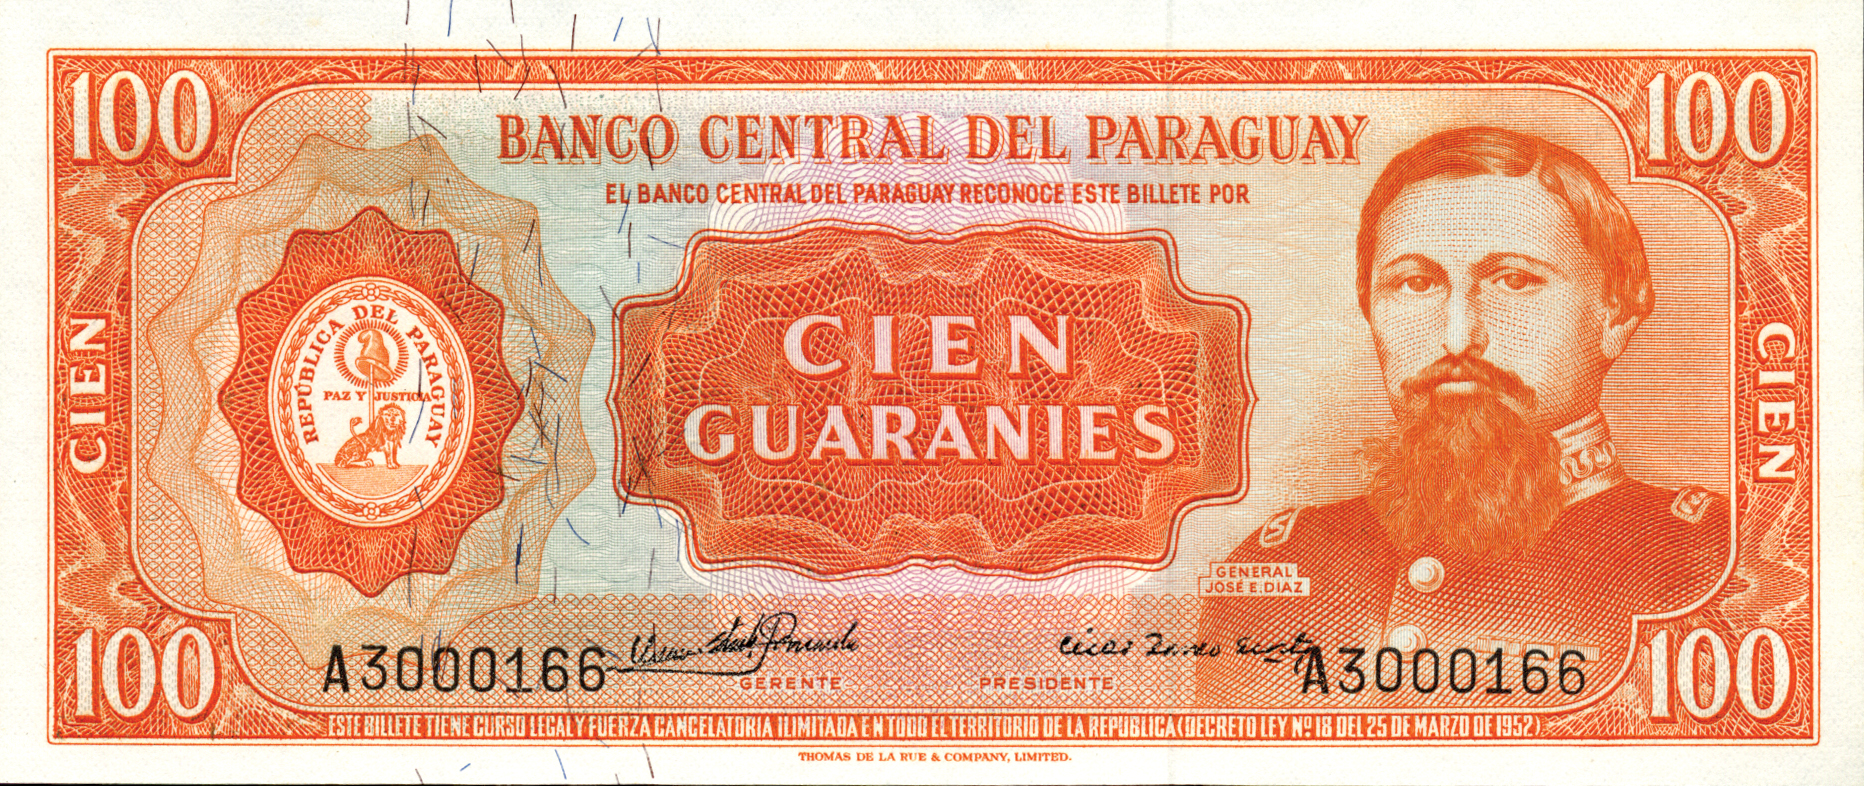 100
100
BANCO CENTRAL DEL PARAGUAY
EL BANCO CENTRAL DEL PARAGUAY RECONOCE ESTE BILLETE POR
CIEN
REPÚBLICA DEL PARAGUAY
PAZ Y JUSTICIA
CIEN
GUARANIES
CIEN
GENERAL
JOSÉ E. DIAZ
100
A3000166
GERENTE
PRESIDENTE
A3000166
100
ESTE BILLETE TIENE CURSO LEGAL Y FUERZA CANCELATORIA ILIMITADA EN TODO EL TERRITORIO DE LA REPÚBLICA (DECRETO LEY Nº 18 DEL 25 DE MARZO DE 1952)
THOMAS DE LA RUE & COMPANY, LIMITED.